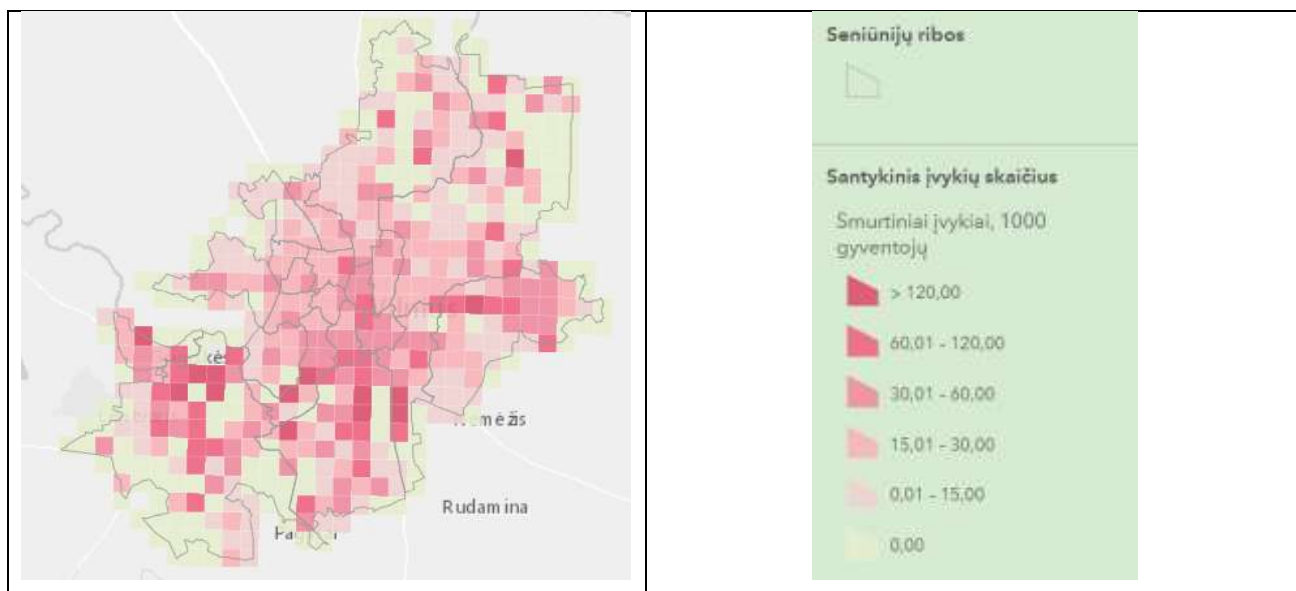 mėžis
Rudamina
Seniūnijų ribos
Santykinis įvykių skaičius
Smurtiniai įvykiai, 1000
gyventojų
> 120,00
60,01 - 120,00
30,01 - 60,00
15,01 - 30,00
0,01 - 15,00
0,00